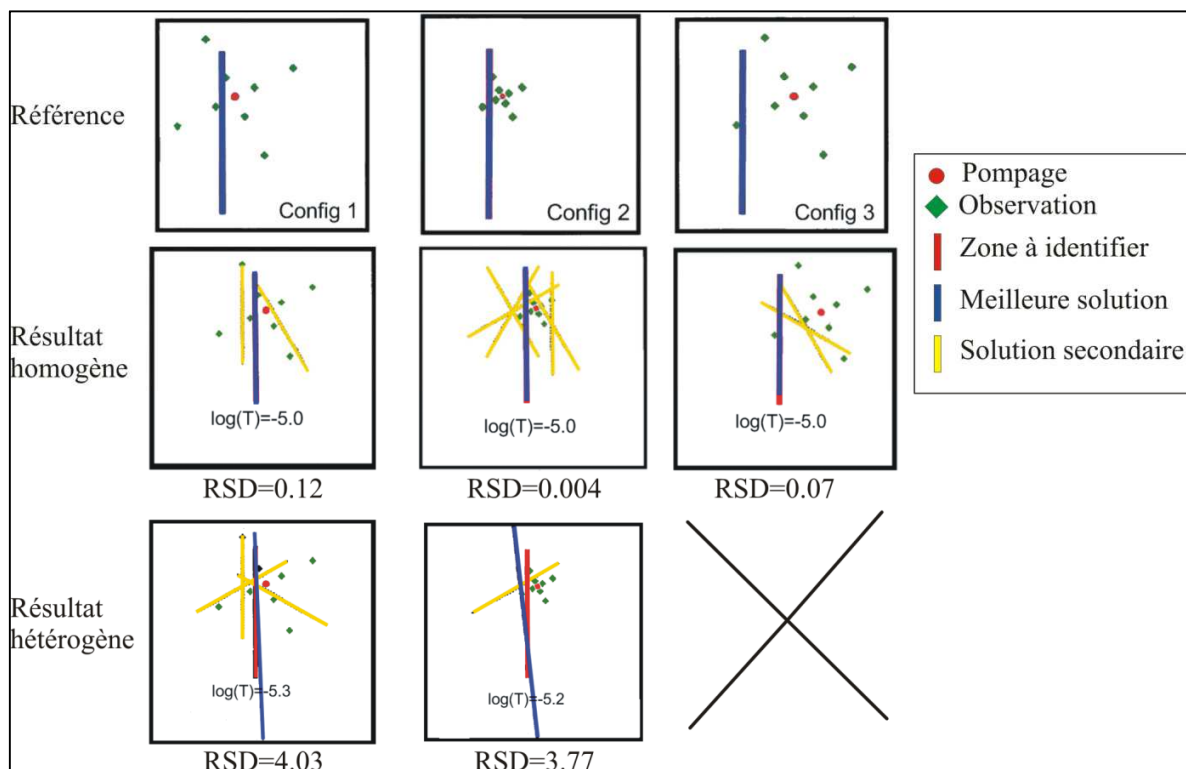 Référence
Config 1
Config 2
Config 3
Pompage
Observation
Zone à identifier
Meilleure solution
Solution secondaire
Résultat
homogène
log(T)=-5.0
log(T)=-5.0
log(T)=-5.0
RSD=0.12
RSD=0.004
RSD=0.07
Résultat
hétérogène
log(T)=-5.3
log(T)=-5.2
RSD=4.03
RSD=3.77